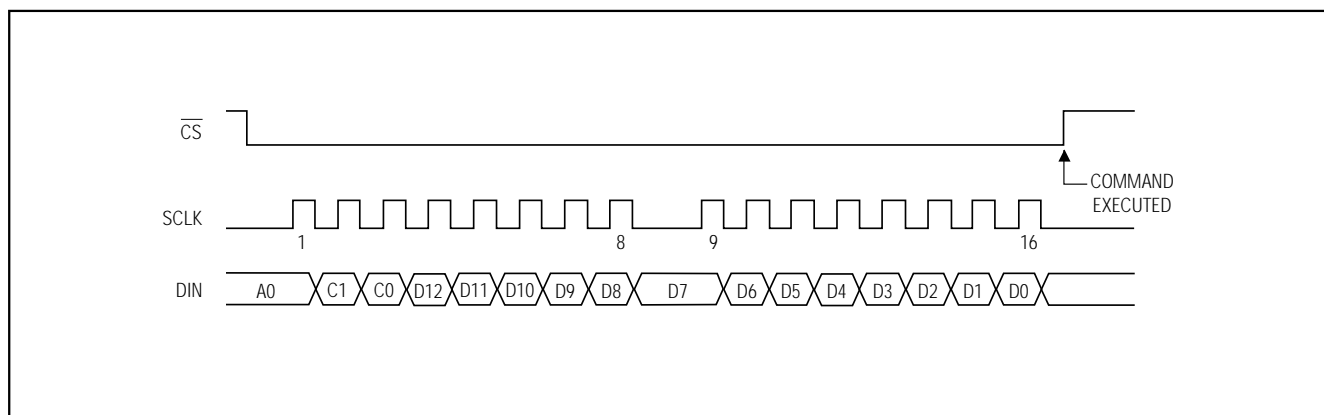 CS
COMMAND
EXECUTED
SCLK
1 8 9 16
DIN A0 C1 C0 D12 D11 D10 D9 D8 D7 D6 D5 D4 D3 D2 D1 D0